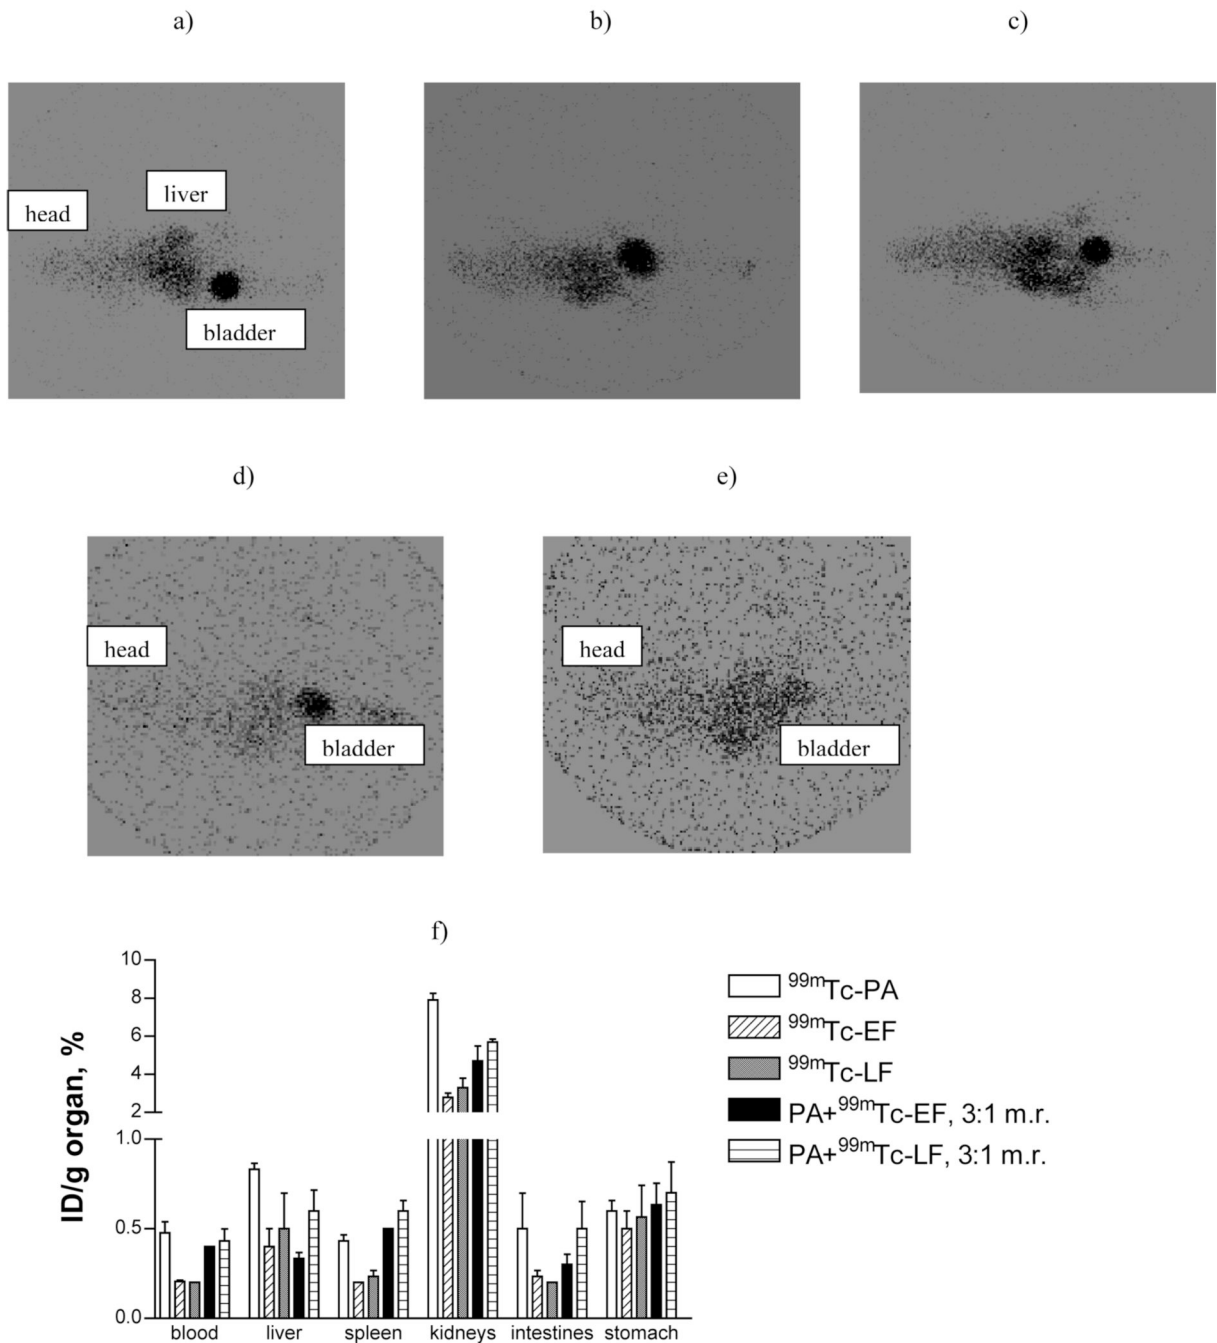 a)
b)
c)
head
liver
bladder
d)
e)
head
bladder
head
bladder
f)
ID/g organ, %
10
8
6
4
2
1.0
0.5
0.0
blood liver spleen kidneys intestines stomach
99mTc-PA
99mTc-EF
99mTc-LF
PA+99mTc-EF, 3:1 m.r.
PA+99mTc-LF, 3:1 m.r.